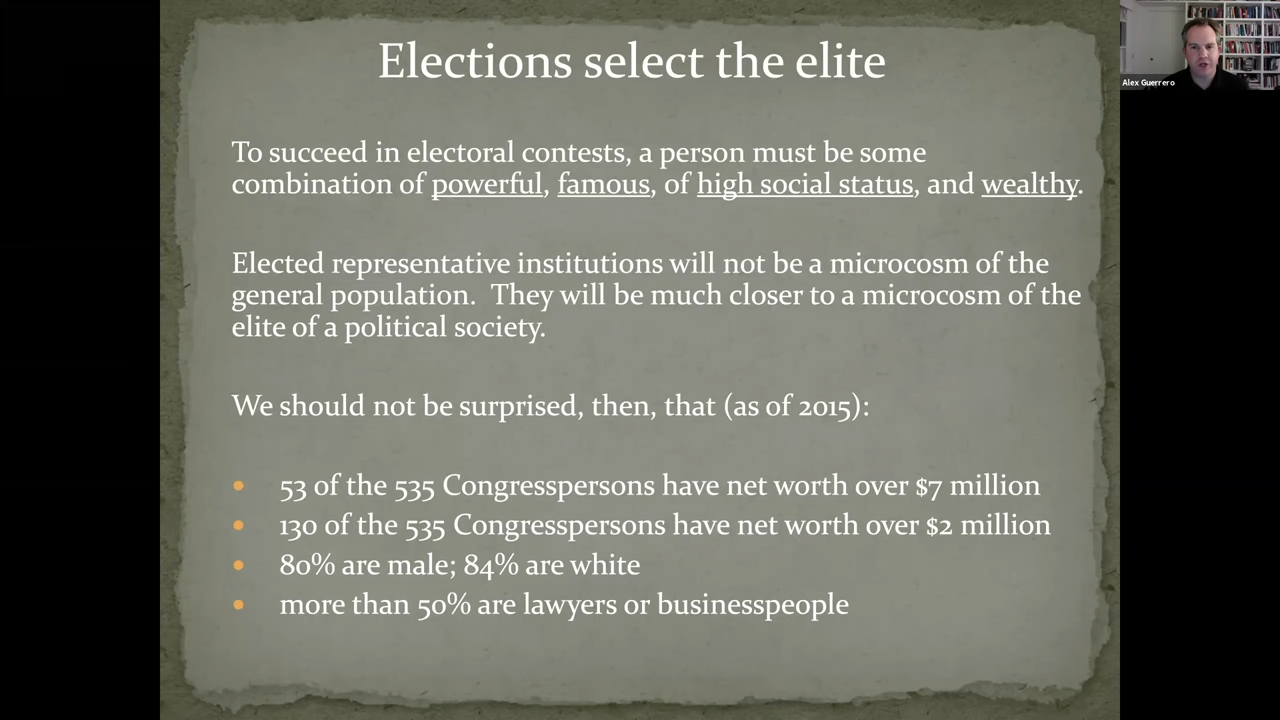 Elections select the elite
Alex Guerrero
To succeed in electoral contests, a person must be some
combination of powerful, famous, of high social status, and wealthy.
Elected representative institutions will not be a microcosm of the
general population.  They will be much closer to a microcosm of the
elite of a political society.
We should not be surprised, then, that (as of 2015):
• 53 of the 535 Congresspersons have net worth over $7 million
• 130 of the 535 Congresspersons have net worth over $2 million
• 80% are male; 84% are white
• more than 50% are lawyers or businesspeople